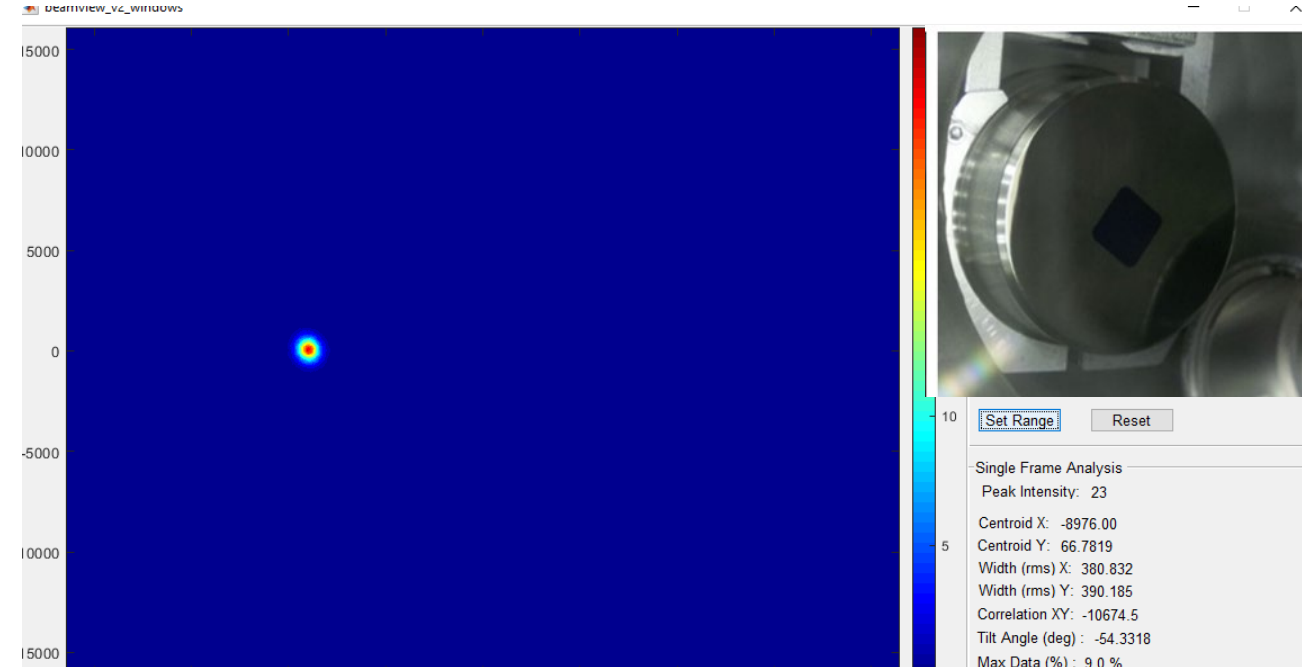 beamview_v2_windows
15000
10000
5000
0
-5000
10000
15000
10
5
Set Range
Reset
Single Frame Analysis
Peak Intensity: 23
Centroid X: -8976.00
Centroid Y: 66.7819
Width (rms) X: 380.832
Width (rms) Y: 390.185
Correlation XY: -10674.5
Tilt Angle (deg) : -54.3318
Max Data (%) : 9.0 %